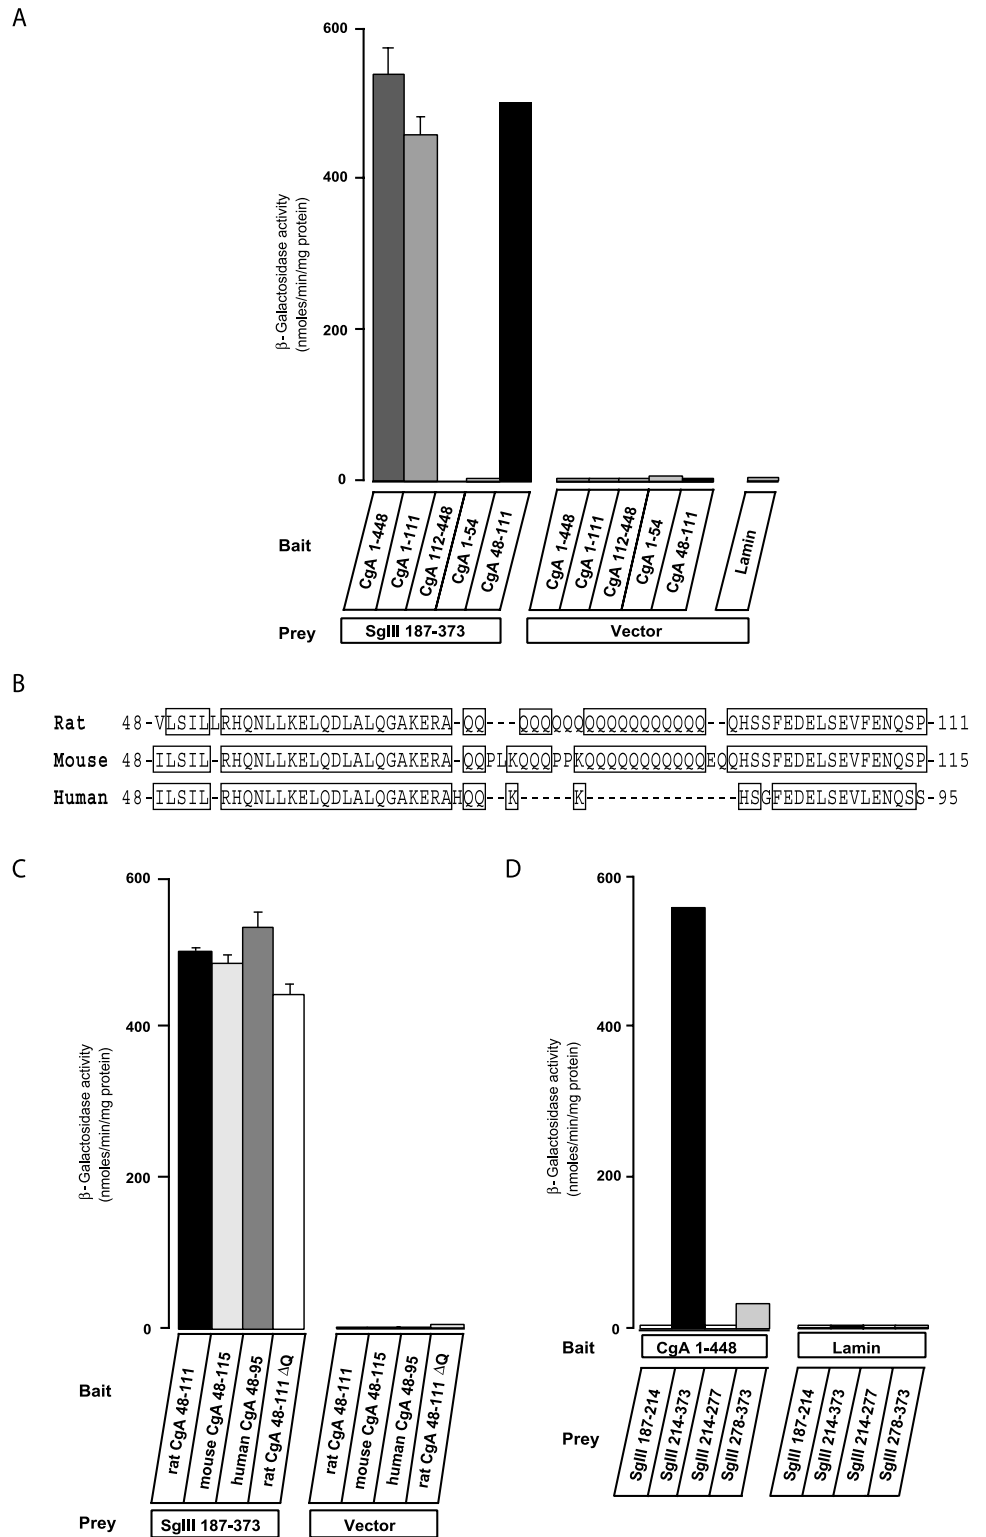 A
600
400
200
0
β- Galactosidase activity
(nmoles/min/mg protein)
Bait
CgA 1-448
CgA 1-111
CgA 112-448
CgA 1-54
CgA 48-111
CgA 1-448
CgA 1-111
CgA 112-448
CgA 1-54
CgA 48-111
Lamin
Prey
SgIII 187-373
Vector
B
Rat 48-VLSILLRHQNLLKELQDLALQGAKERA-QQ---QQQQQQQQQQQQQQQQQ--QHSSFEDELSEVFENQSP-111
Mouse 48-ILSIL-RHQNLLKELQDLALQGAKERA-QQPLKQQQPPKQQQQQQQQQQEQQHSSFEDELSEVFENQSP-115
Human 48-ILSIL-RHQNLLKELQDLALQGAKERAHQQ--K-----K-------------HSGFEDELSEVLENQSS-95
C
600
400
200
0
β- Galactosidase activity
(nmoles/min/mg protein)
Bait
rat CgA 48-111
mouse CgA 48-115
human CgA 48-95
rat CgA 48-111 ΔQ
rat CgA 48-111
mouse CgA 48-115
human CgA 48-95
rat CgA 48-111 ΔQ
Prey
SgIII 187-373
Vector
D
600
400
200
0
β- Galactosidase activity
(nmoles/min/mg protein)
Bait
CgA 1-448
Lamin
Prey
SgIII 187-214
SgIII 214-373
SgIII 214-277
SgIII 278-373
SgIII 187-214
SgIII 214-373
SgIII 214-277
SgIII 278-373